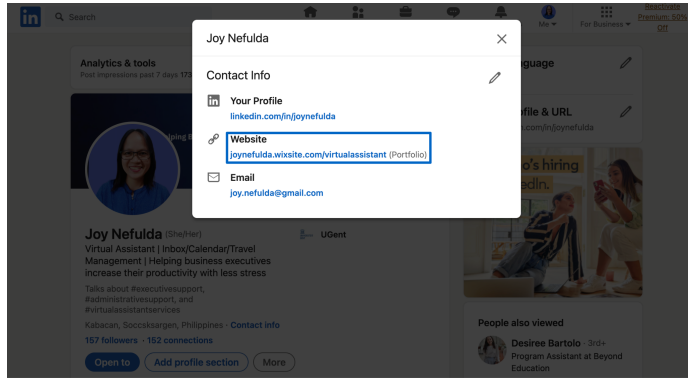 in
Search
Me
For Business
Reactivate
Premium: 50%
Off
Joy Nefulda
Contact Info
in Your Profile
linkedin.com/in/joynefulda
Website
joynefulda.wixsite.com/virtualassistant (Portfolio)
Email
joy.nefulda@gmail.com
Analytics & tools
Post impressions past 7 days 173
Joy Nefulda (She/Her)
UGent
Virtual Assistant | Inbox/Calendar/Travel
Management | Helping business executives
increase their productivity with less stress
Talks about #executivesupport,
#administrativesupport, and
#virtualassistantservices
Kabacan, Soccsksargen, Philippines · Contact info
157 followers · 152 connections
Open to
Add profile section
More
guage
ofile & URL
n.com/in/joynefulda
o's hiring
edIn.
People also viewed
Desiree Bartolo · 3rd+
Program Assistant at Beyond
Education